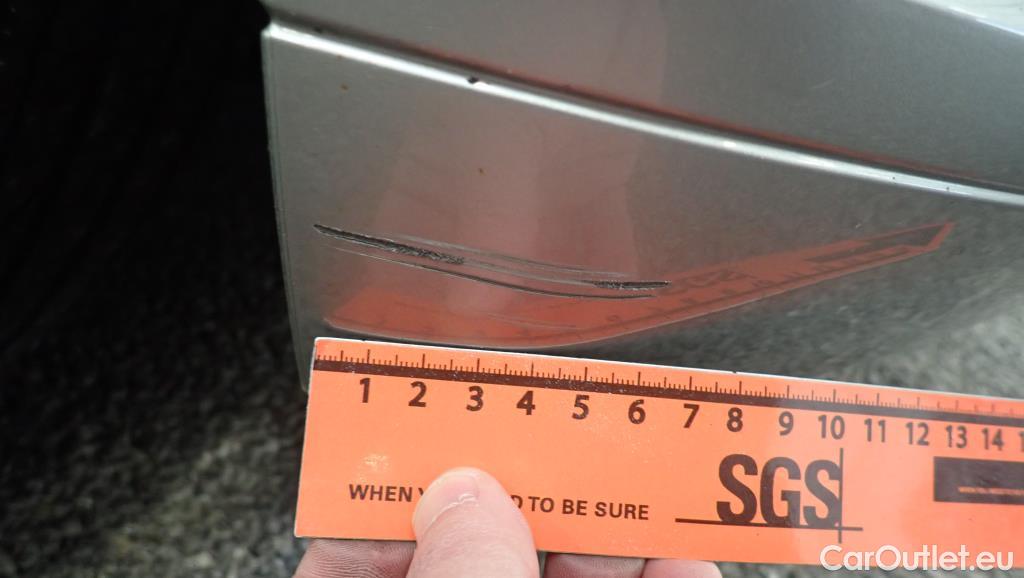 1 2 3 4 5 6 7 8 9 10 11 12 13 14
WHEN TO BE SURE
SGS
CarOutlet.eu